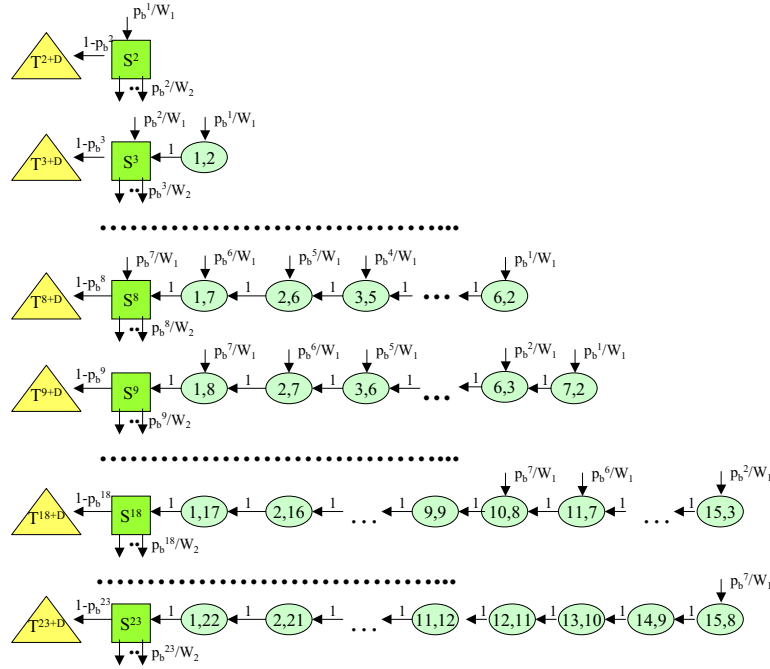 p_b^1/W_1
1-p_b^2
T^{2+D} S^2
p_b^2/W_2
p_b^2/W_1 p_b^1/W_1
1-p_b^3 1
T^{3+D} S^3 1,2
p_b^3/W_2
p_b^7/W_1 p_b^6/W_1 p_b^5/W_1 p_b^4/W_1 p_b^1/W_1
1-p_b^8 1 1 1 1 1
T^{8+D} S^8 1,7 2,6 3,5 ... 6,2
p_b^8/W_2
p_b^7/W_1 p_b^6/W_1 p_b^5/W_1 p_b^2/W_1 p_b^1/W_1
1-p_b^9 1 1 1 1 1 1
T^{9+D} S^9 1,8 2,7 3,6 ... 6,3 7,2
p_b^9/W_2
p_b^7/W_1 p_b^6/W_1 p_b^2/W_1
1-p_b^{18} 1 1 1 1 1 1 1 1
T^{18+D} S^{18} 1,17 2,16 ... 9,9 10,8 11,7 ... 15,3
p_b^{18}/W_2
p_b^7/W_1
1-p_b^{23} 1 1 1 1 1 1 1 1
T^{23+D} S^{23} 1,22 2,21 ... 11,12 12,11 13,10 14,9 15,8
p_b^{23}/W_2